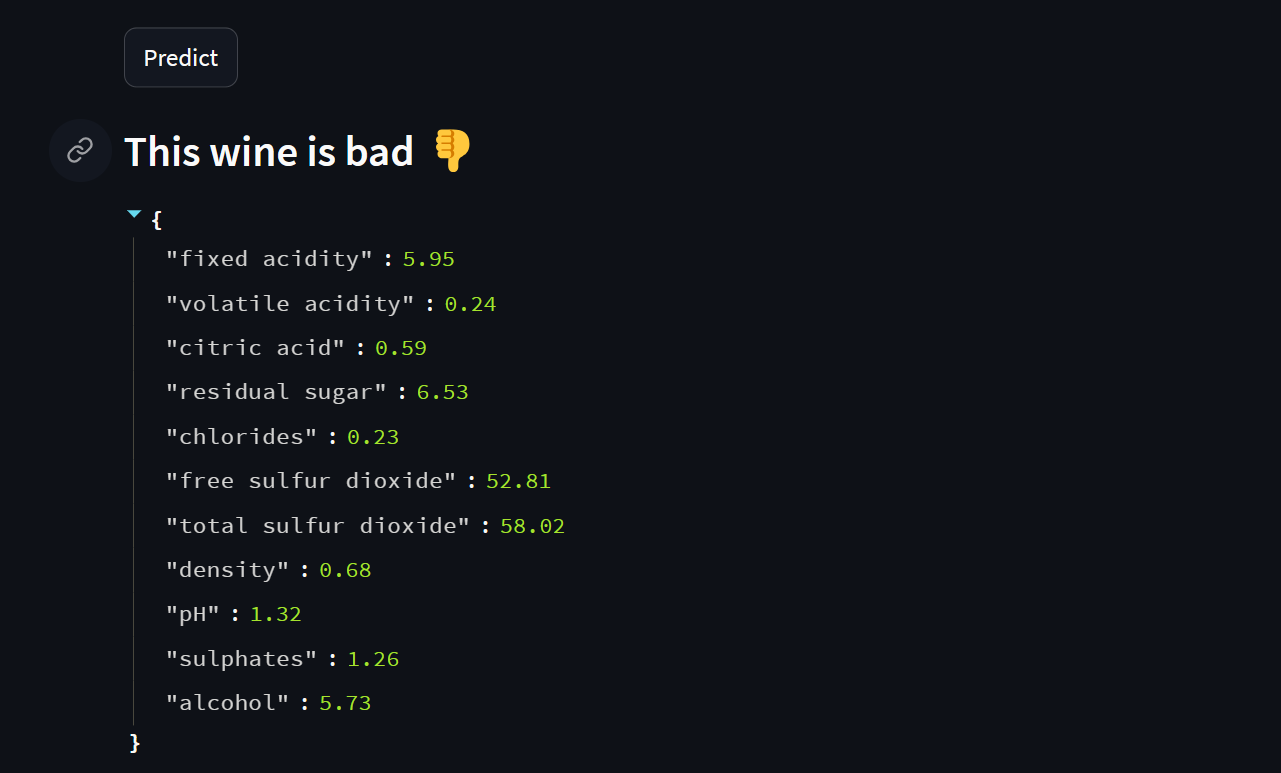 Predict
This wine is bad 👎
{
"fixed acidity" : 5.95
"volatile acidity" : 0.24
"citric acid" : 0.59
"residual sugar" : 6.53
"chlorides" : 0.23
"free sulfur dioxide" : 52.81
"total sulfur dioxide" : 58.02
"density" : 0.68
"pH" : 1.32
"sulphates" : 1.26
"alcohol" : 5.73
}